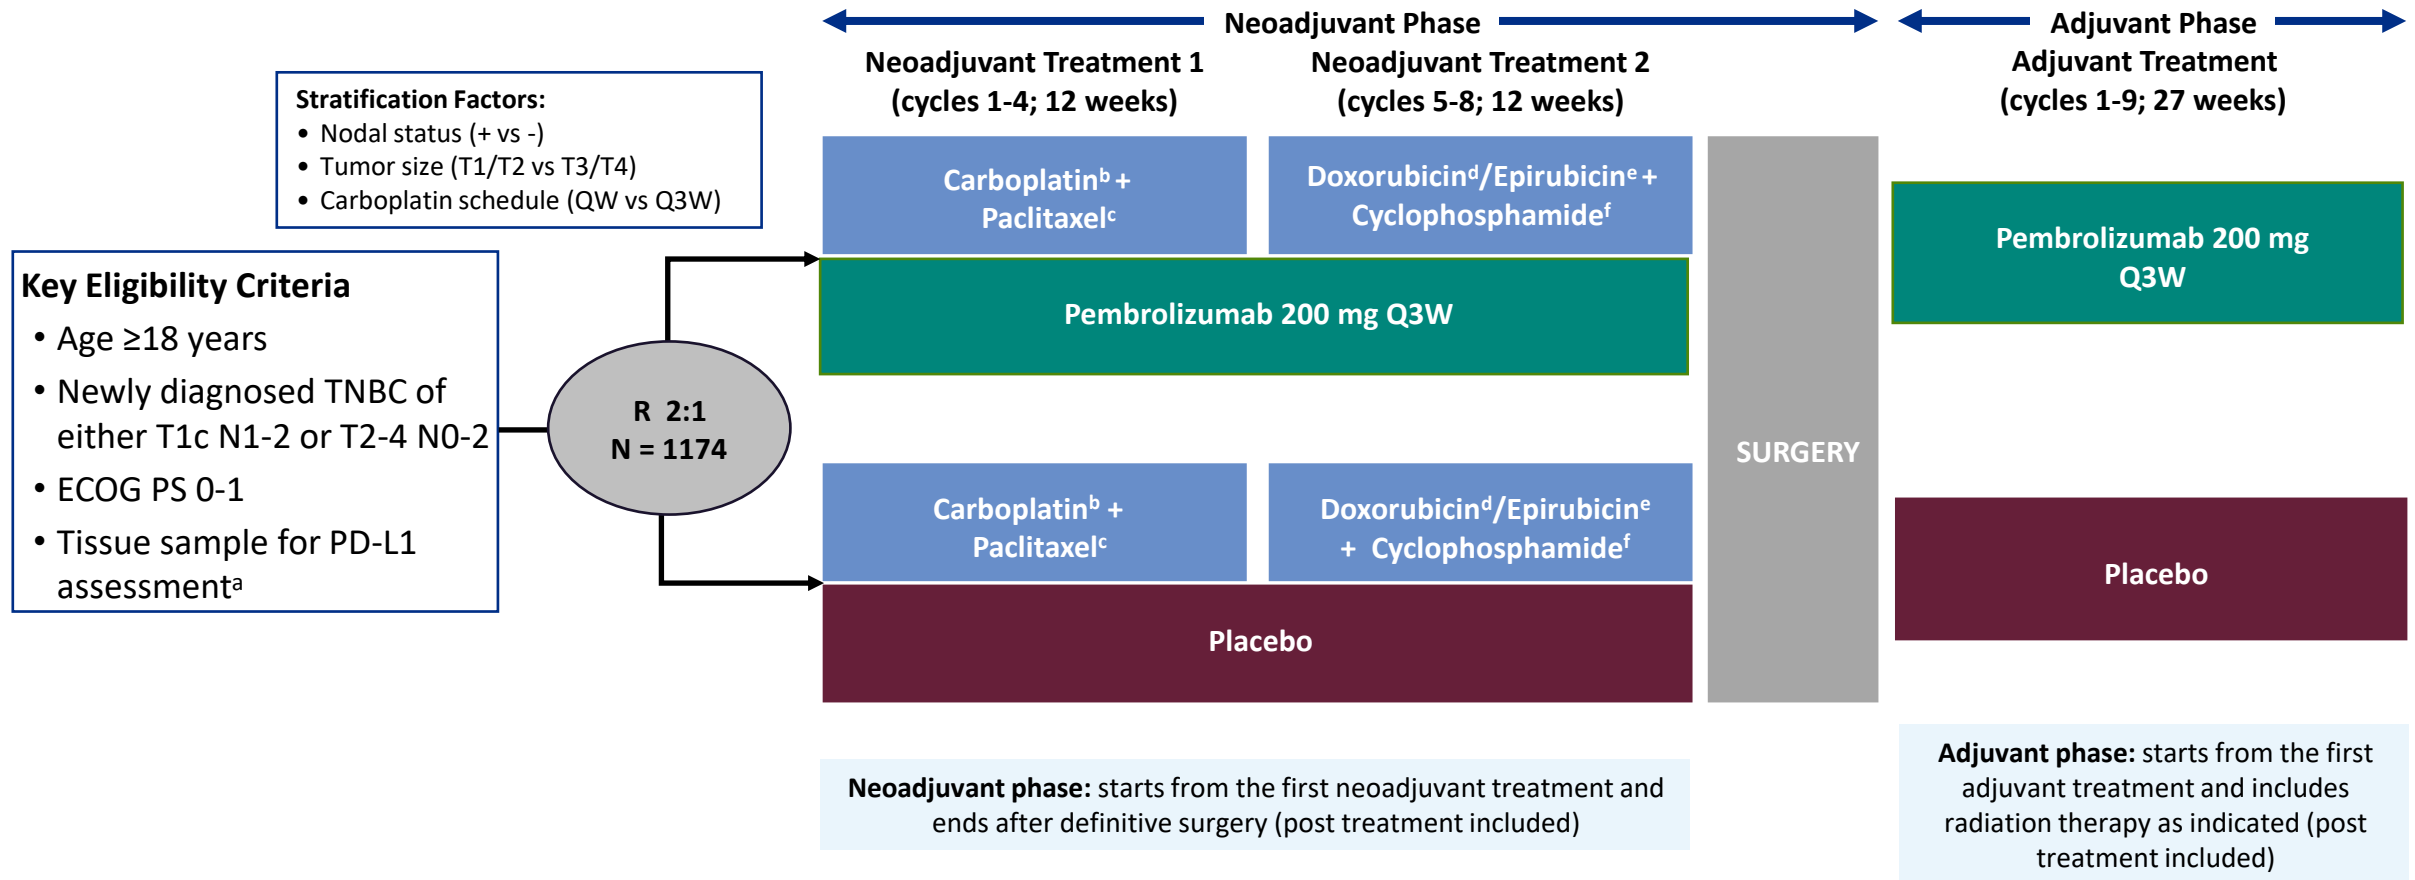 Neoadjuvant Phase
Adjuvant Phase
Neoadjuvant Treatment 1
(cycles 1-4; 12 weeks)
Neoadjuvant Treatment 2
(cycles 5-8; 12 weeks)
Adjuvant Treatment
(cycles 1-9; 27 weeks)
Stratification Factors:
• Nodal status (+ vs -)
• Tumor size (T1/T2 vs T3/T4)
• Carboplatin schedule (QW vs Q3W)
Key Eligibility Criteria
• Age ≥18 years
• Newly diagnosed TNBC of
either T1c N1-2 or T2-4 N0-2
• ECOG PS 0-1
• Tissue sample for PD-L1
assessmentᵃ
R 2:1
N = 1174
Carboplatinᵇ +
Paclitaxelᶜ
Doxorubicinᵈ/Epirubicinᵉ +
Cyclophosphamideᶠ
Pembrolizumab 200 mg Q3W
Carboplatinᵇ +
Paclitaxelᶜ
Doxorubicinᵈ/Epirubicinᵉ
+ Cyclophosphamideᶠ
Placebo
SURGERY
Pembrolizumab 200 mg
Q3W
Placebo
Neoadjuvant phase: starts from the first neoadjuvant treatment and
ends after definitive surgery (post treatment included)
Adjuvant phase: starts from the first
adjuvant treatment and includes
radiation therapy as indicated (post
treatment included)